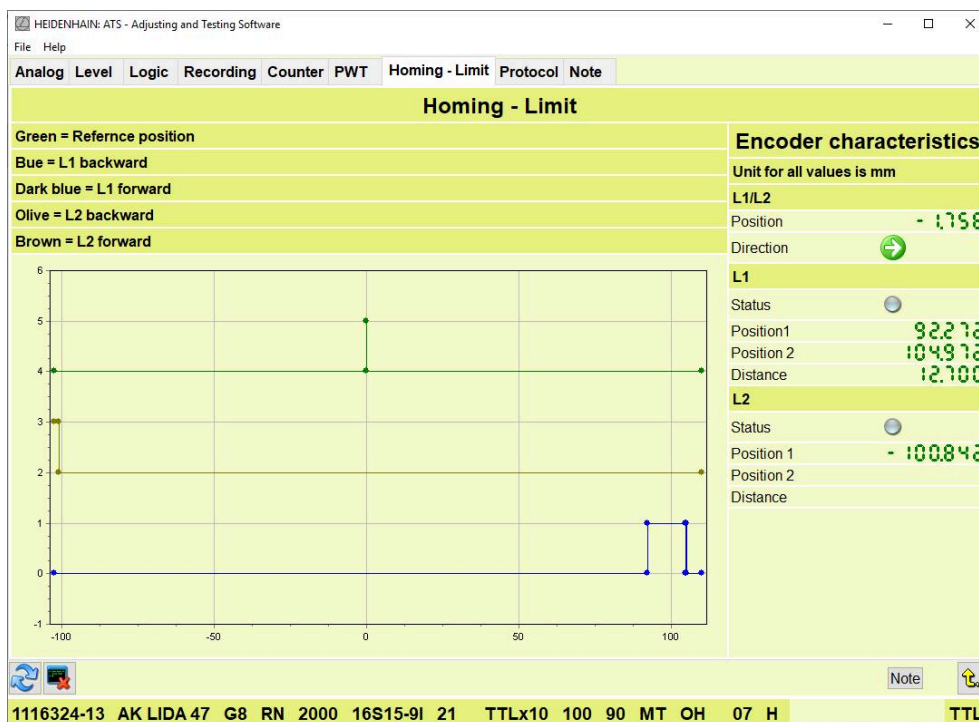 HEIDENHAIN: ATS - Adjusting and Testing Software
File Help
Analog Level Logic Recording Counter PWT Homing - Limit Protocol Note
Homing - Limit
Green = Refernce position
Bue = L1 backward
Dark blue = L1 forward
Olive = L2 backward
Brown = L2 forward
6
5
4
3
2
1
0
-1
-100 -50 0 50 100
Encoder characteristics
Unit for all values is mm
L1/L2
Position - 1.758
Direction
L1
Status
Position1 92.272
Position 2 104.972
Distance 12.700
L2
Status
Position 1 - 100.842
Position 2
Distance
Note
1116324-13 AK LIDA 47 G8 RN 2000 16S15-9I 21 TTLx10 100 90 MT OH 07 H TTL